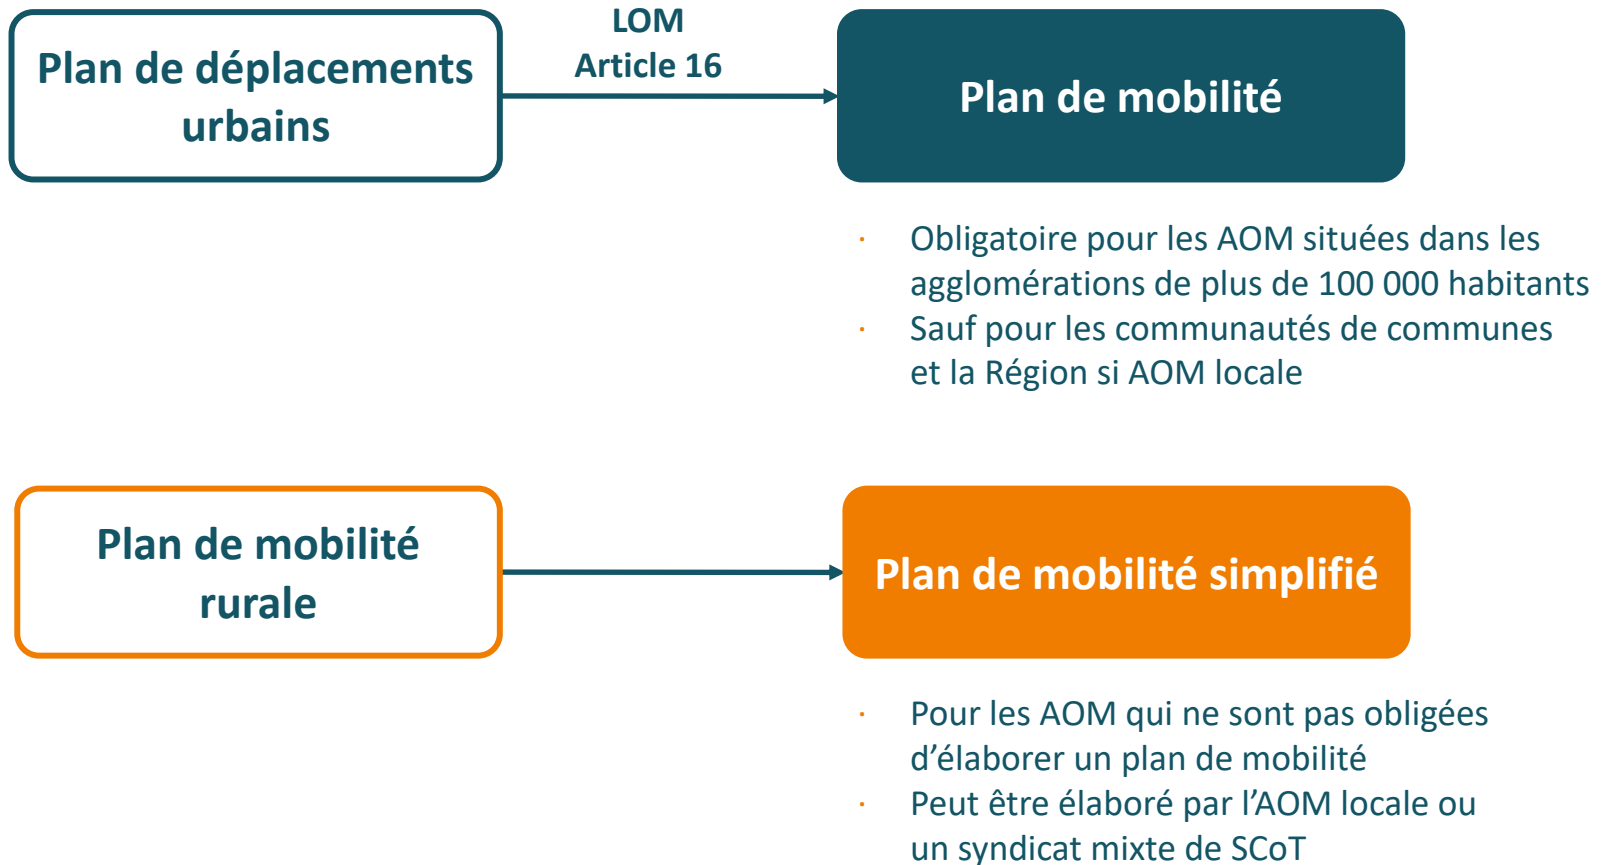 Plan de déplacements
urbains
LOM
Article 16
Plan de mobilité
· Obligatoire pour les AOM situées dans les
agglomérations de plus de 100 000 habitants
· Sauf pour les communautés de communes
et la Région si AOM locale
Plan de mobilité
rurale
Plan de mobilité simplifié
· Pour les AOM qui ne sont pas obligées
d’élaborer un plan de mobilité
· Peut être élaboré par l’AOM locale ou
un syndicat mixte de SCoT